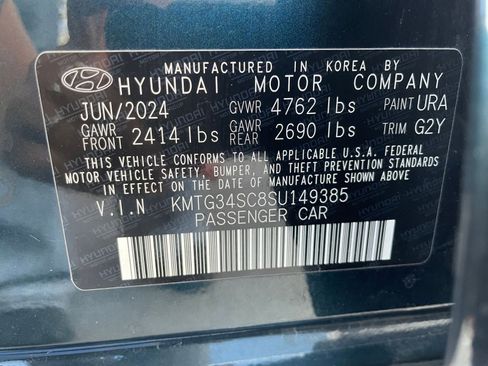 MANUFACTURED IN KOREA BY
HYUNDAI MOTOR COMPANY
JUN/2024 GVWR 4762 lbs PAINT URA
GAWR FRONT 2414 lbs GAWR REAR 2690 lbs TRIM G2Y
THIS VEHICLE CONFORMS TO ALL APPLICABLE U.S.A FEDERAL
MOTOR VEHICLE SAFETY, BUMPER, AND THEFT PREVENTION STANDARDS
IN EFFECT ON THE DATE OF MANUFACTURE SHOWN ABOVE
V.I.N KMTG34SC8SU149385
PASSENGER CAR